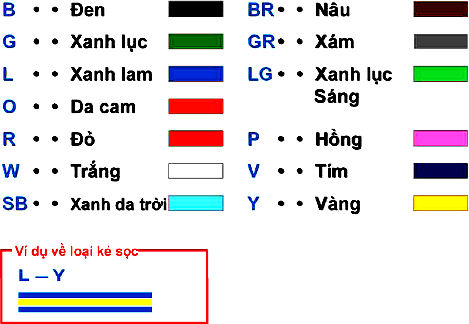 B • • Đen
G • • Xanh lục
L • • Xanh lam
O • • Da cam
R • • Đỏ
W • • Trắng
SB • • Xanh da trời
BR • • Nâu
GR • • Xám
LG • • Xanh lục
Sáng
P • • Hồng
V • • Tím
Y • • Vàng
Ví dụ về loại kẻ sọc
L — Y